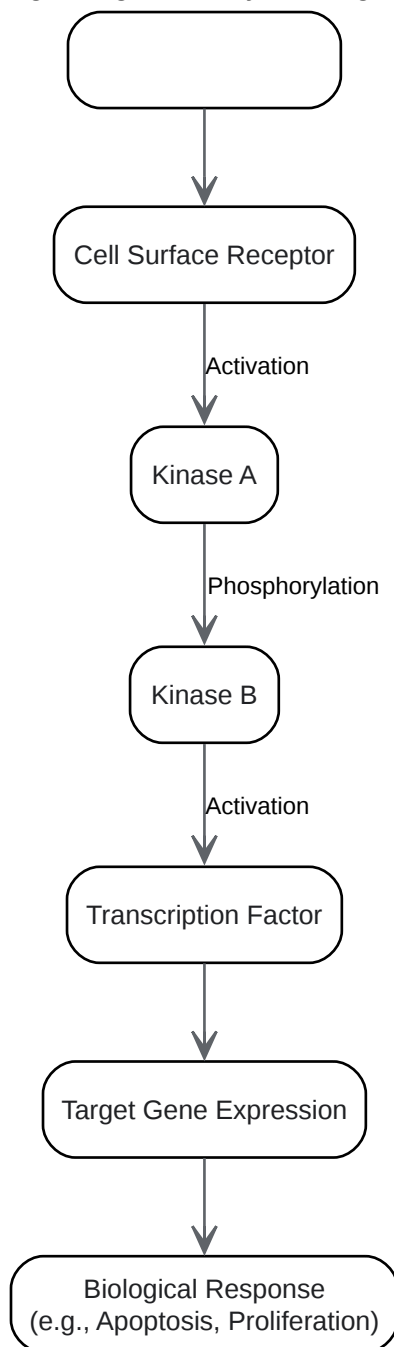 Cell Surface Receptor
Activation
Kinase A
Phosphorylation
Kinase B
Activation
Transcription Factor
Target Gene Expression
Biological Response
(e.g., Apoptosis, Proliferation)